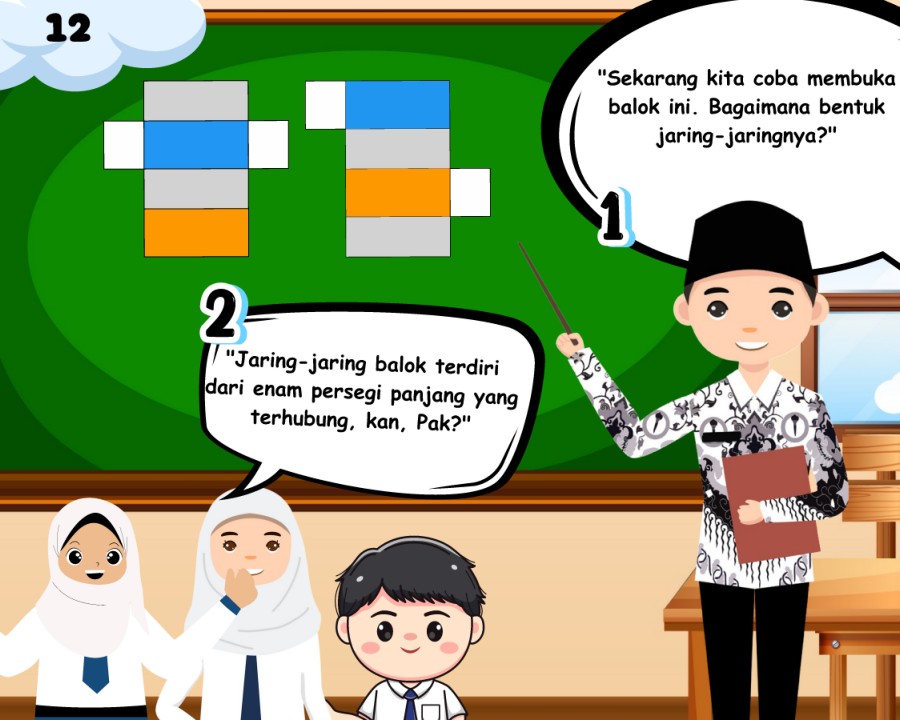 12
"Sekarang kita coba membuka
balok ini. Bagaimana bentuk
jaring-jaringnya?"
1
2
"Jaring-jaring balok terdiri
dari enam persegi panjang yang
terhubung, kan, Pak?"